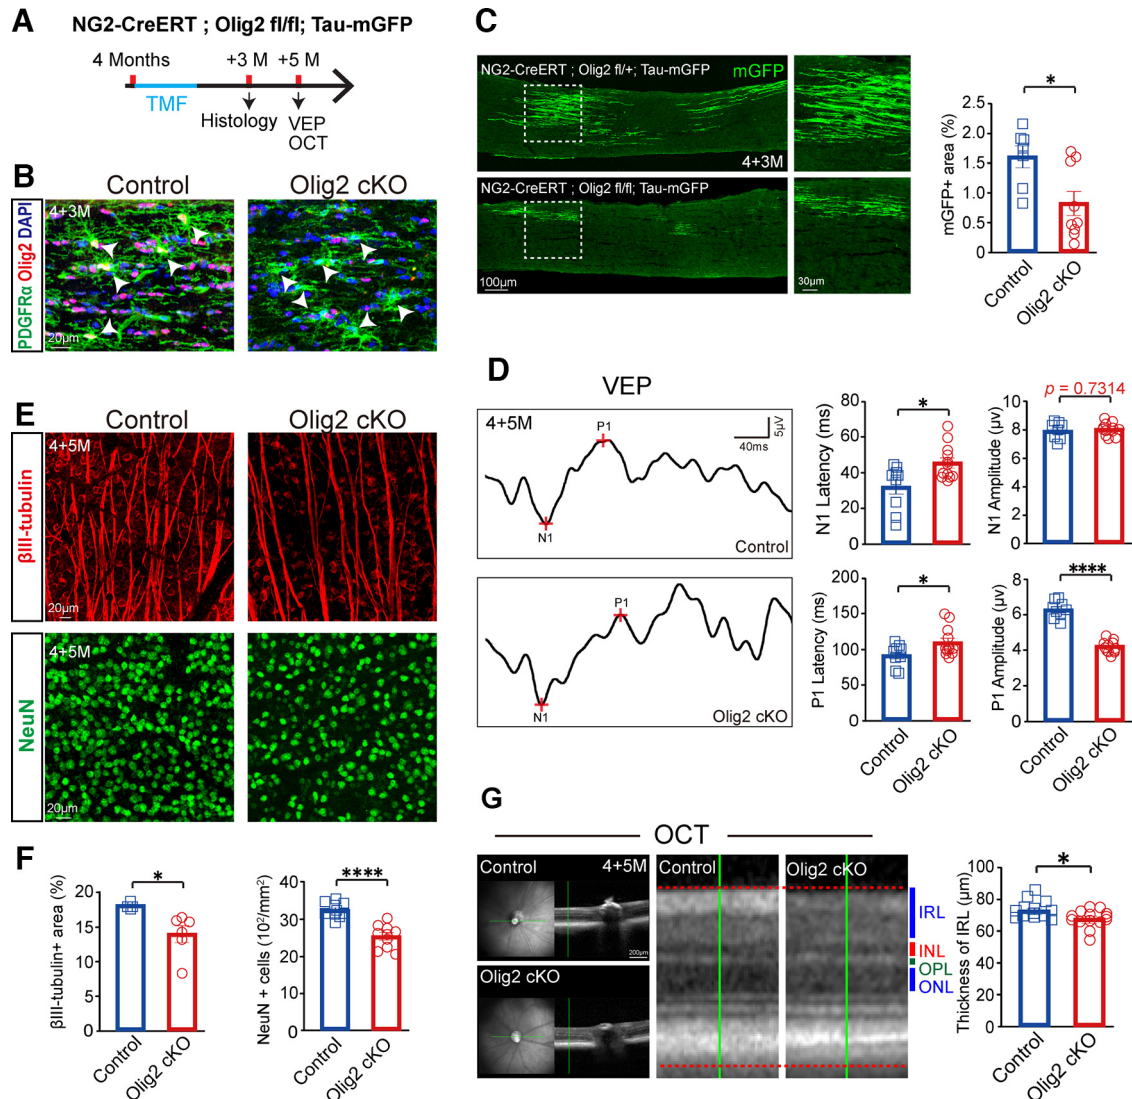 A
NG2-CreERT ; Olig2 fl/fl; Tau-mGFP
4 Months +3 M +5 M
TMF
Histology VEP
OCT
B
Control Olig2 cKO
4+3M
PDGFRα Olig2 DAPI
20µm
C
NG2-CreERT ; Olig2 fl/+; Tau-mGFP mGFP
4+3M
NG2-CreERT ; Olig2 fl/fl; Tau-mGFP
100µm 30µm
mGFP+ area (%)
2.5
2.0
1.5
1.0
0.5
0
*
Control Olig2 cKO
D
VEP
4+5M
P1
N1
5µV
40ms
Control
P1
N1
Olig2 cKO
N1 Latency (ms)
80
60
40
20
0
*
N1 Amplitude (µv)
10
8
6
4
2
0
p = 0.7314
P1 Latency (ms)
200
150
100
50
0
*
Control Olig2 cKO
P1 Amplitude (µv)
8
6
4
2
0
****
Control Olig2 cKO
E
Control Olig2 cKO
4+5M
βIII-tubulin
20µm
4+5M
NeuN
20µm
F
βIII-tubulin+ area (%)
20
15
10
5
0
*
Control Olig2 cKO
NeuN + cells (10²/mm²)
40
30
20
10
0
****
Control Olig2 cKO
G
OCT
Control 4+5M
200µm
Olig2 cKO
Control Olig2 cKO
IRL
INL
OPL
ONL
Thickness of IRL (µm)
100
80
60
40
20
0
*
Control Olig2 cKO